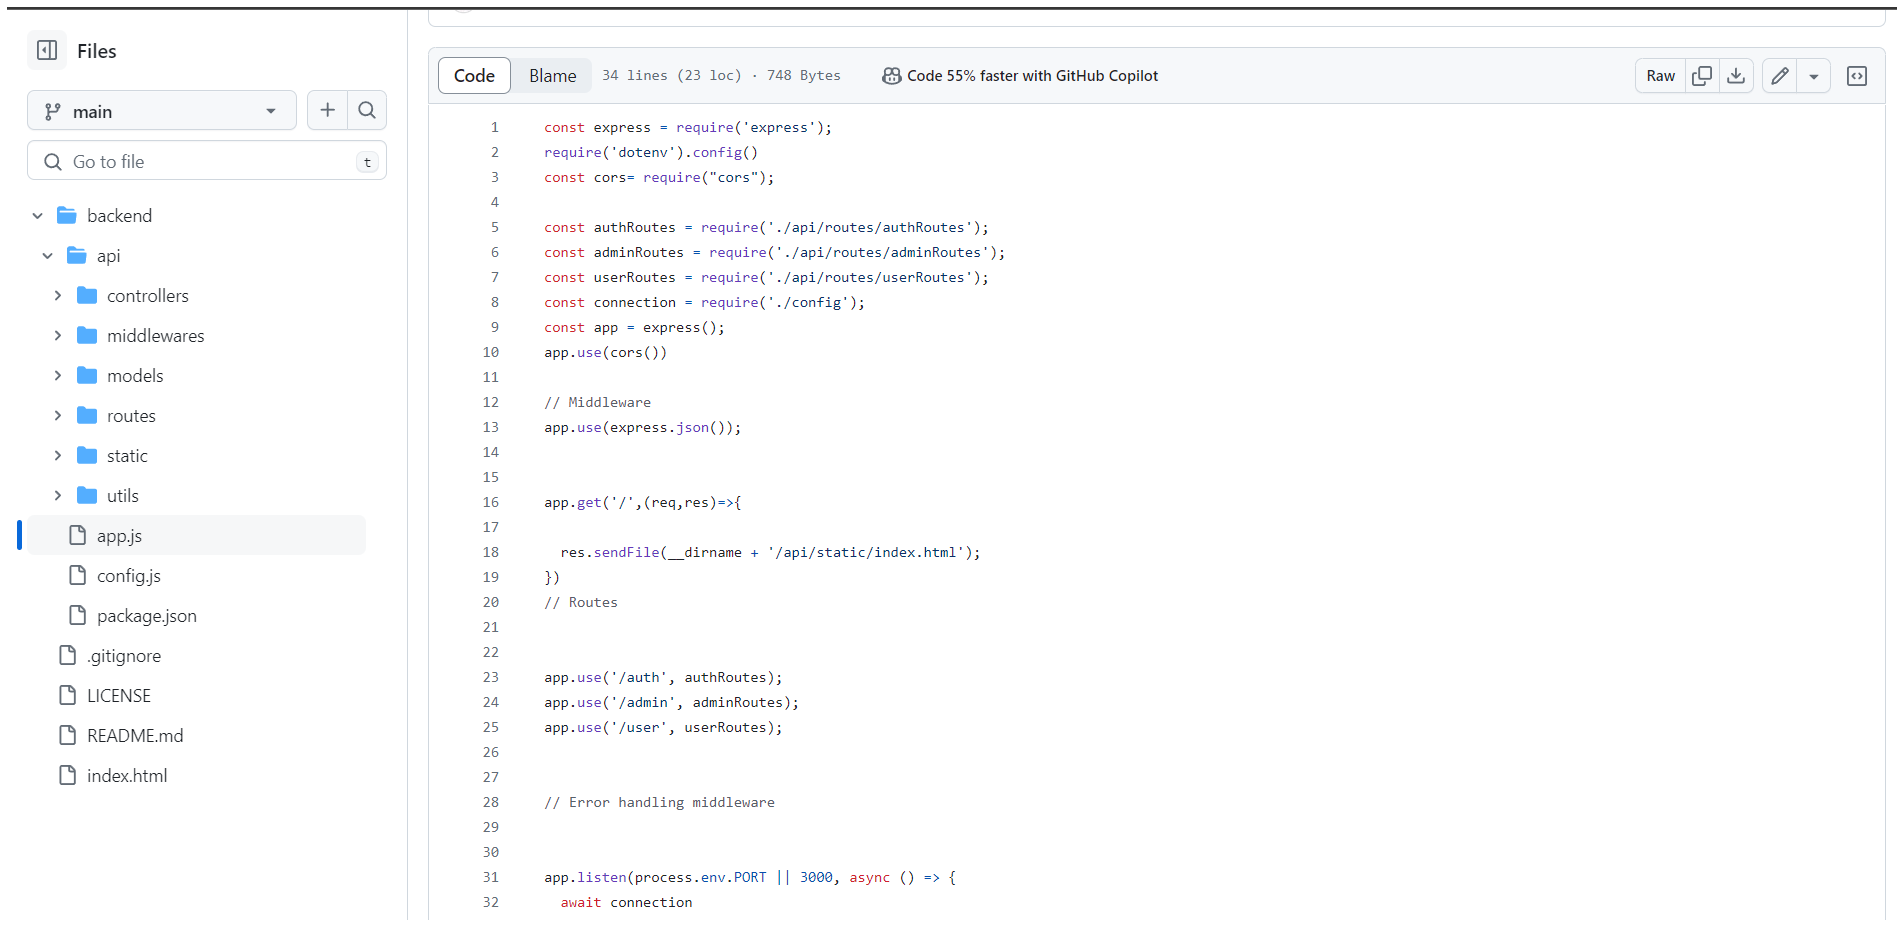 Files
main
Go to file
t
backend
api
controllers
middlewares
models
routes
static
utils
app.js
config.js
package.json
.gitignore
LICENSE
README.md
index.html
Code Blame 34 lines (23 loc) · 748 Bytes Code 55% faster with GitHub Copilot Raw
1 const express = require('express');
2 require('dotenv').config()
3 const cors= require("cors");
4
5 const authRoutes = require('./api/routes/authRoutes');
6 const adminRoutes = require('./api/routes/adminRoutes');
7 const userRoutes = require('./api/routes/userRoutes');
8 const connection = require('./config');
9 const app = express();
10 app.use(cors())
11
12 // Middleware
13 app.use(express.json());
14
15
16 app.get('/',(req,res)=>{
17
18 res.sendFile(__dirname + '/api/static/index.html');
19 })
20 // Routes
21
22
23 app.use('/auth', authRoutes);
24 app.use('/admin', adminRoutes);
25 app.use('/user', userRoutes);
26
27
28 // Error handling middleware
29
30
31 app.listen(process.env.PORT || 3000, async () => {
32 await connection